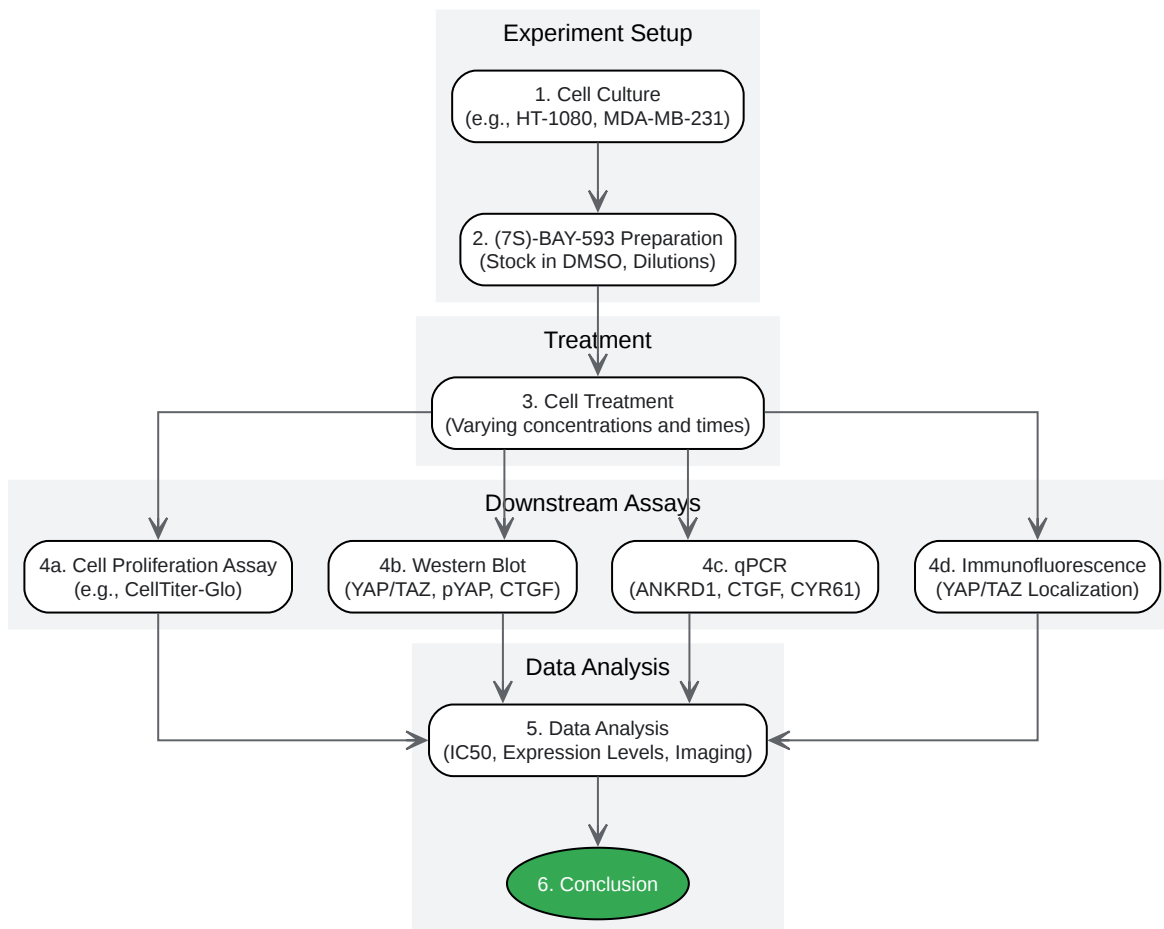 Experiment Setup
1. Cell Culture
(e.g., HT-1080, MDA-MB-231)
2. (7S)-BAY-593 Preparation
(Stock in DMSO, Dilutions)
Treatment
3. Cell Treatment
(Varying concentrations and times)
Downstream Assays
4a. Cell Proliferation Assay
(e.g., CellTiter-Glo)
4b. Western Blot
(YAP/TAZ, pYAP, CTGF)
4c. qPCR
(ANKRD1, CTGF, CYR61)
4d. Immunofluorescence
(YAP/TAZ Localization)
Data Analysis
5. Data Analysis
(IC50, Expression Levels, Imaging)
6. Conclusion